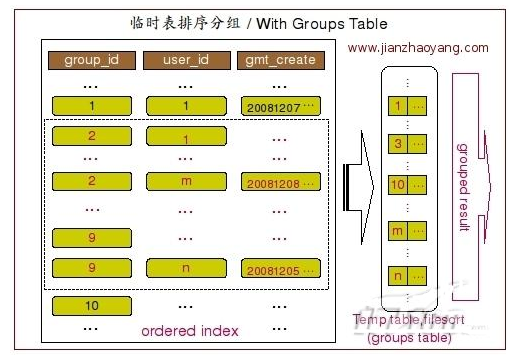 临时表排序分组 / With Groups Table
www.jianzhaoyang.com
group_id user_id gmt_create
... ... ...
1 1 20081207 ...
2 1 ...
... ... ...
2 m 20081208 ...
... ... ...
9 ... ...
9 n 20081205 ...
10 ... ...
... ... ...
ordered index
...
1 ...
...
3 ...
...
10 ...
...
m ...
...
n ...
...
grouped result
Temp table filesort
(groups table)